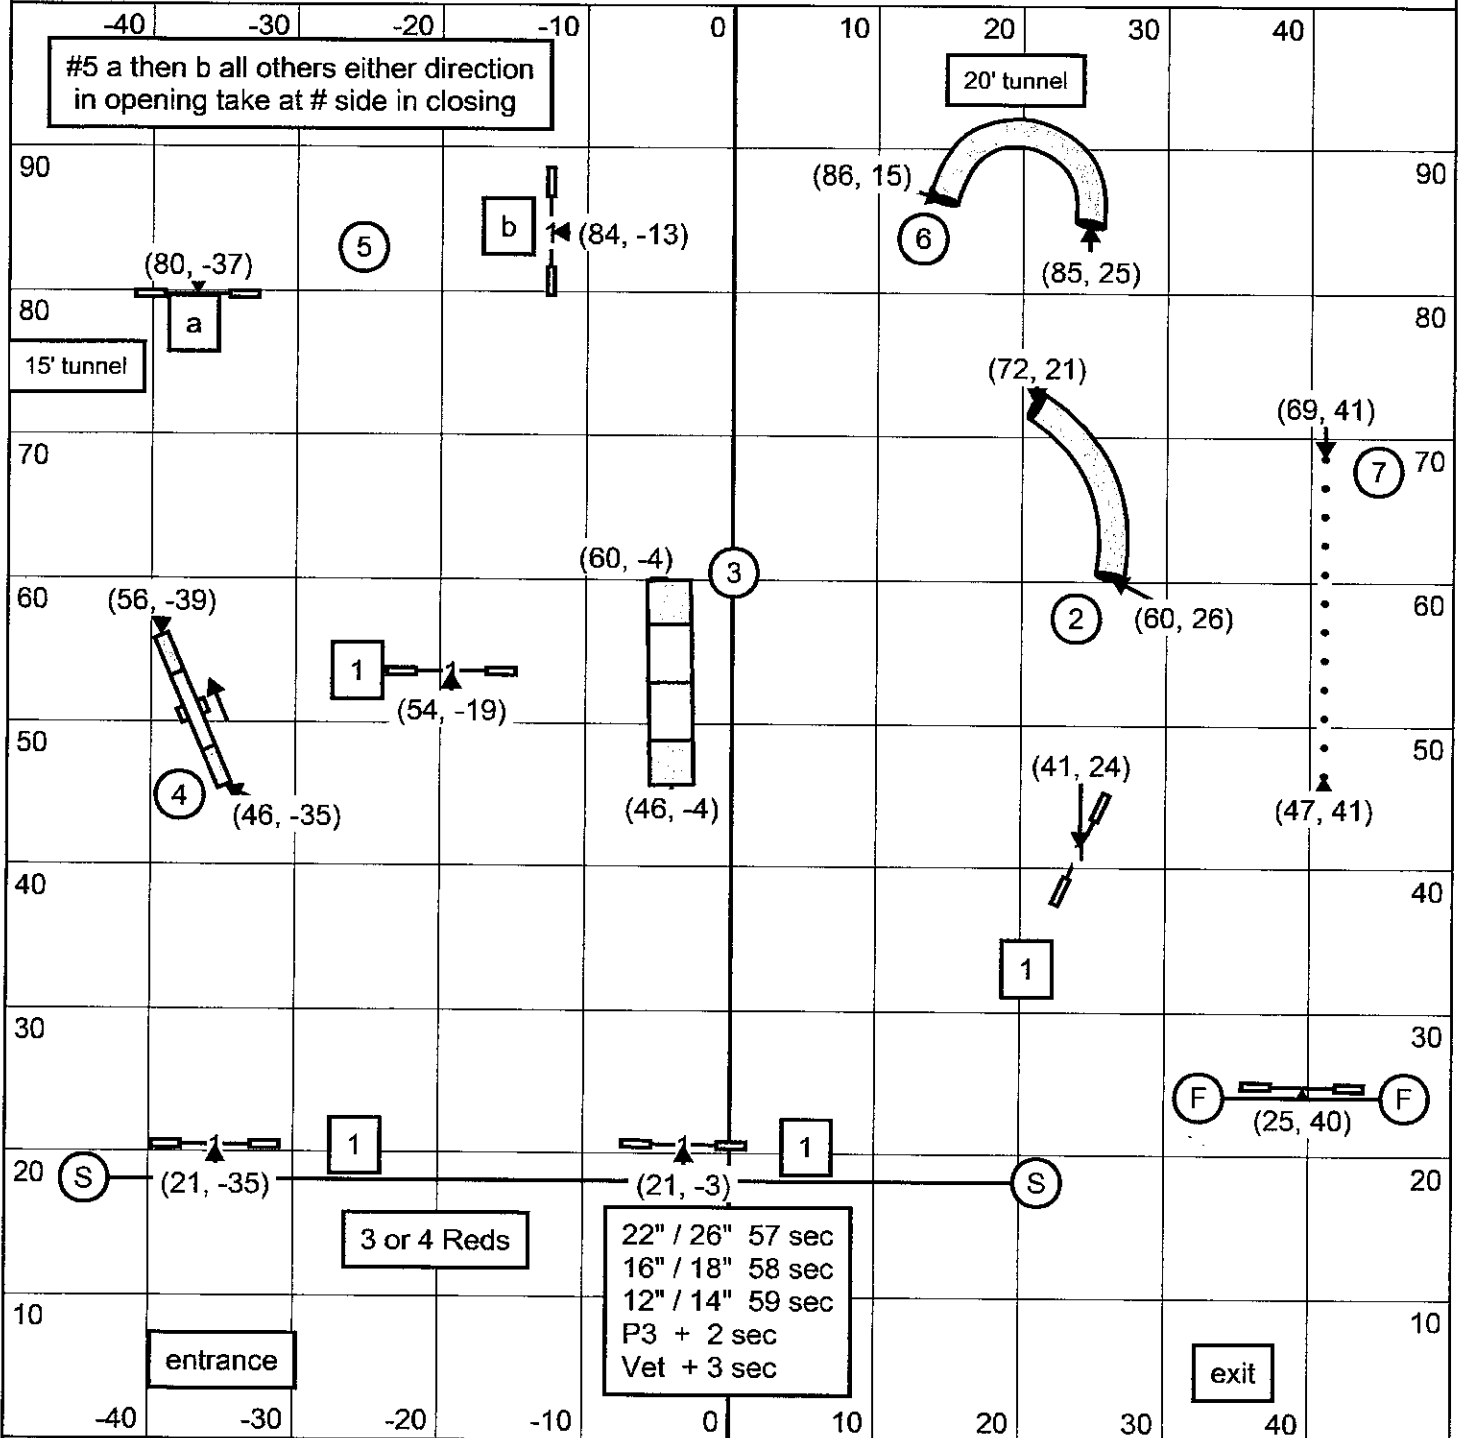 -40 -30 -20 -10 0 10 20 30 40
#5 a then b all others either direction
in opening take at # side in closing
20' tunnel
90 90
(86, 15)
b
(84, -13)
5
6
(80, -37)
(85, 25)
80 80
a
15' tunnel
(72, 21)
(69, 41)
70 70
7
(60, -4)
3
60 60
(56, -39)
2
(60, 26)
1
1
(54, -19)
50 50
(41, 24)
4
(46, -35)
(46, -4)
(47, 41)
40 40
1
30 30
F F
(25, 40)
1 1 1 1
20 20
S (21, -35) (21, -3) S
3 or 4 Reds
22" / 26" 57 sec
16" / 18" 58 sec
12" / 14" 59 sec
P3 + 2 sec
Vet + 3 sec
10 10
entrance
exit
-40 -30 -20 -10 0 10 20 30 40